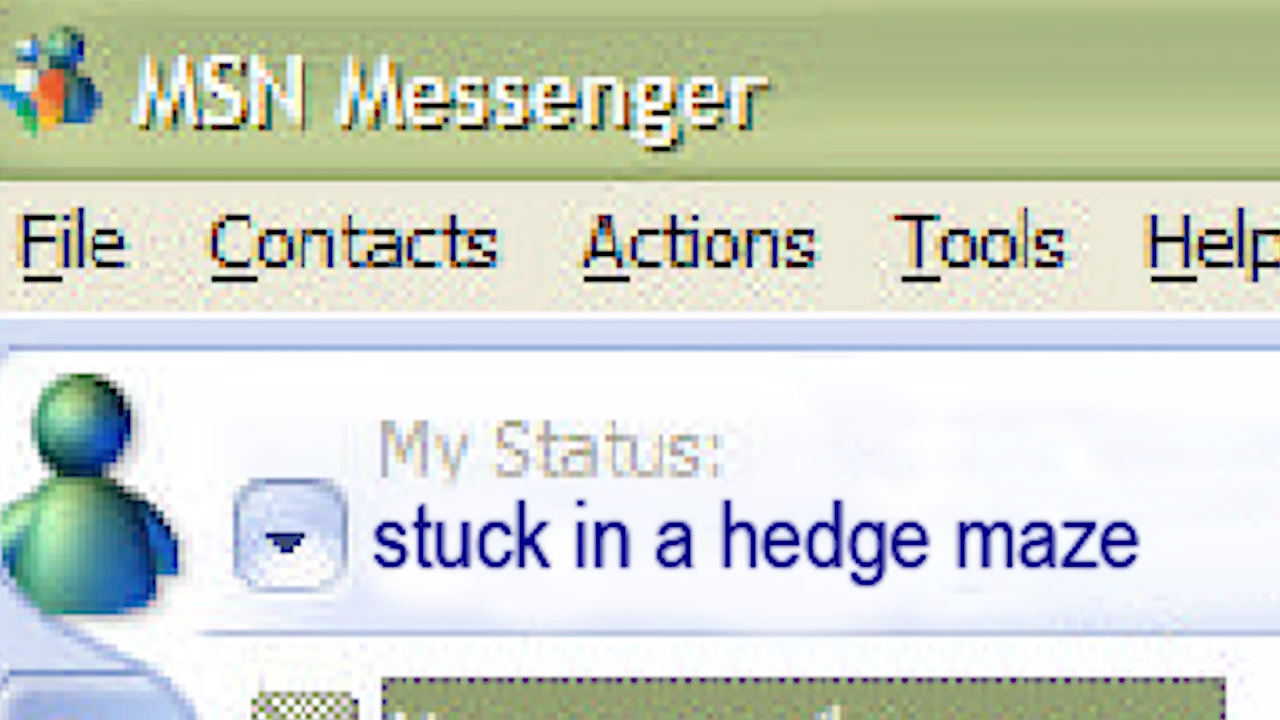 MSN Messenger
File Contacts Actions Tools Help
My Status:
stuck in a hedge maze